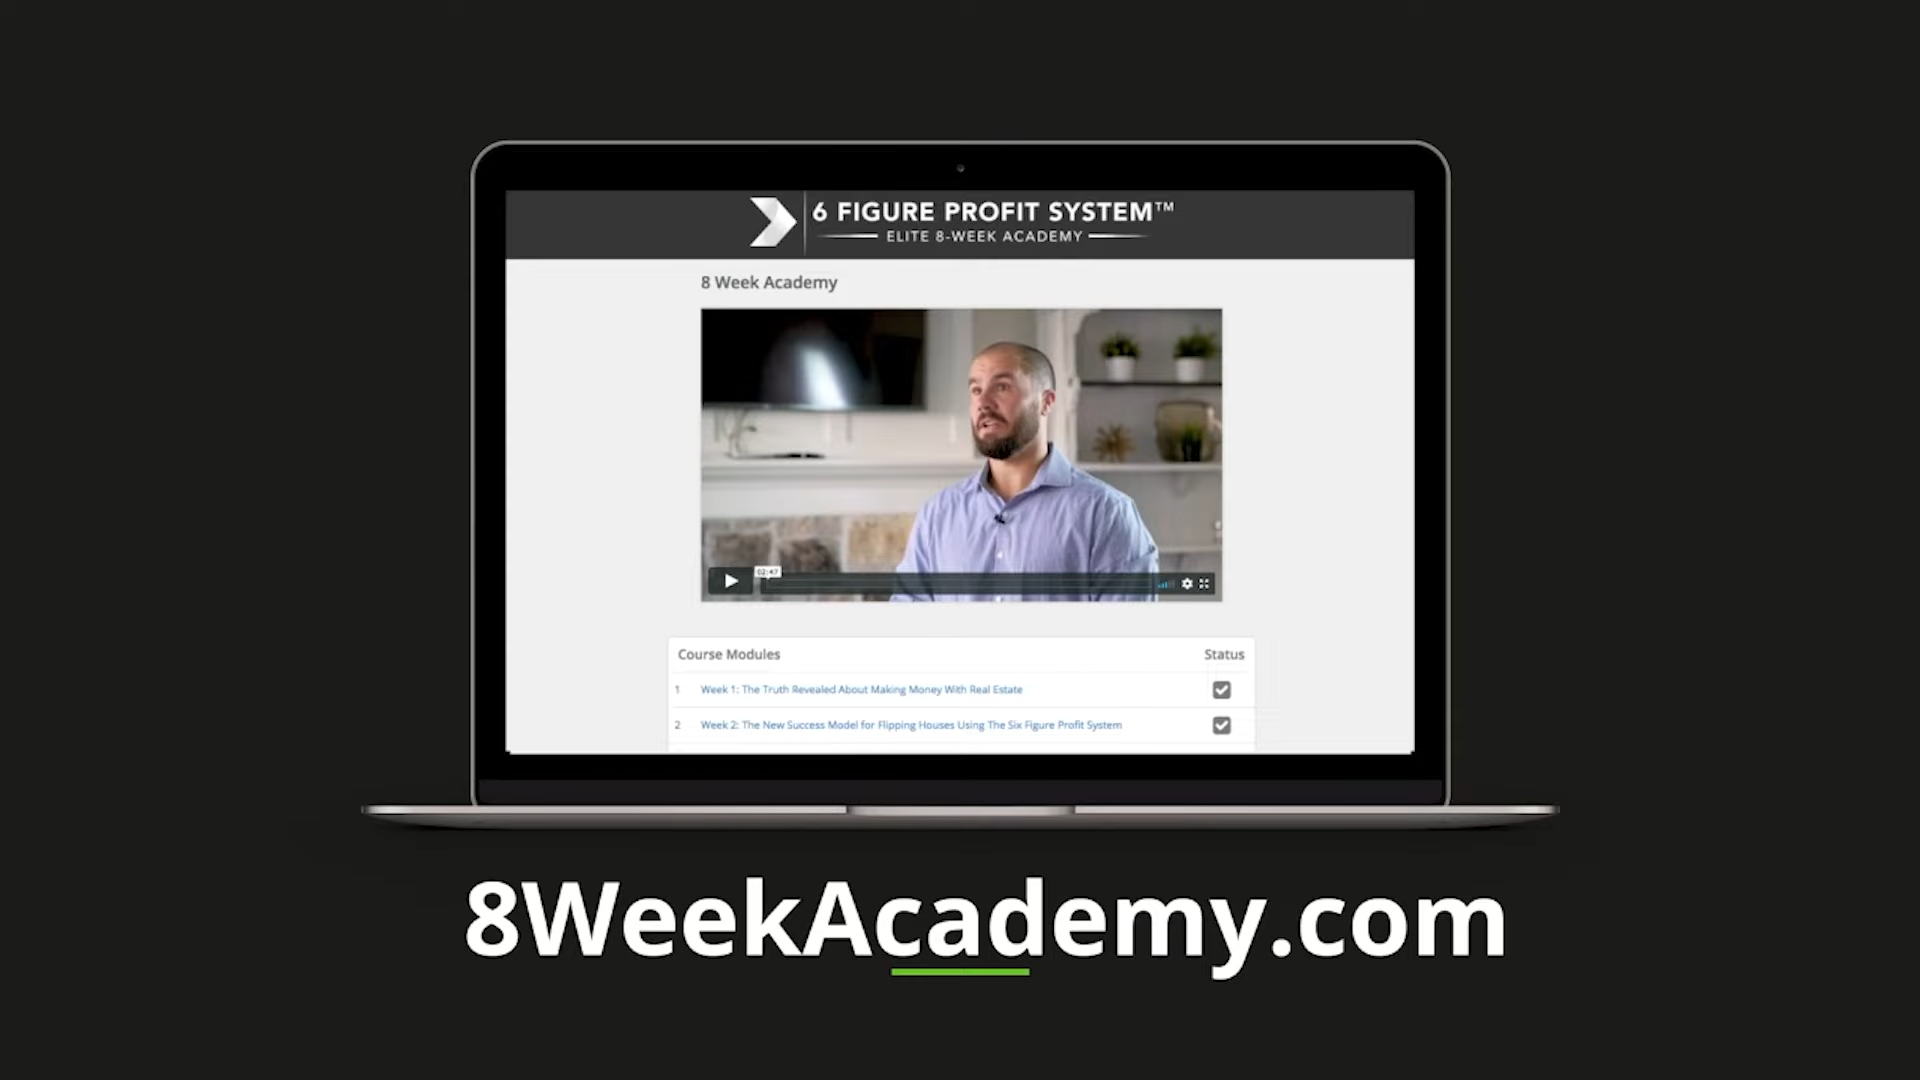 6 FIGURE PROFIT SYSTEM™
ELITE 8-WEEK ACADEMY
8 Week Academy
02:47
Course Modules Status
1 Week 1: The Truth Revealed About Making Money With Real Estate
2 Week 2: The New Success Model for Flipping Houses Using The Six Figure Profit System
8WeekAcademy.com